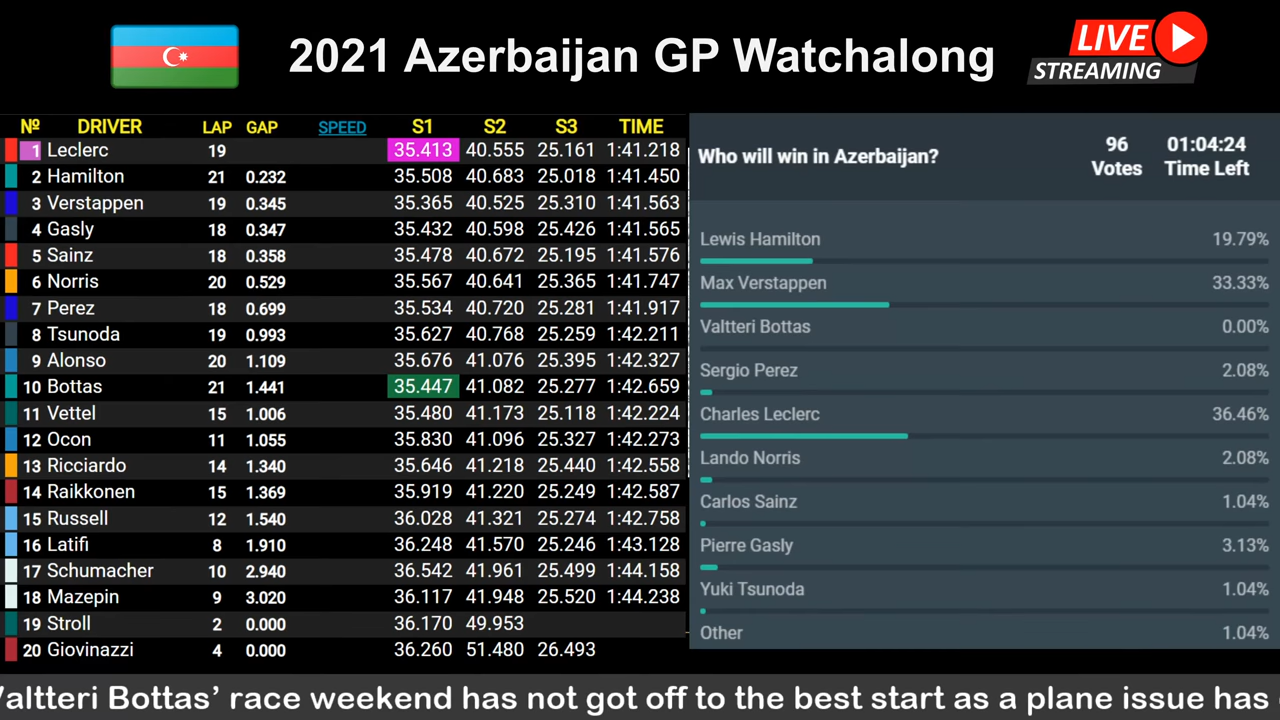 2021 Azerbaijan GP Watchalong
LIVE
STREAMING
Nº DRIVER LAP GAP SPEED S1 S2 S3 TIME
1 Leclerc 19 35.413 40.555 25.161 1:41.218
2 Hamilton 21 0.232 35.508 40.683 25.018 1:41.450
3 Verstappen 19 0.345 35.365 40.525 25.310 1:41.563
4 Gasly 18 0.347 35.432 40.598 25.426 1:41.565
5 Sainz 18 0.358 35.478 40.672 25.195 1:41.576
6 Norris 20 0.529 35.567 40.641 25.365 1:41.747
7 Perez 18 0.699 35.534 40.720 25.281 1:41.917
8 Tsunoda 19 0.993 35.627 40.768 25.259 1:42.211
9 Alonso 20 1.109 35.676 41.076 25.395 1:42.327
10 Bottas 21 1.441 35.447 41.082 25.277 1:42.659
11 Vettel 15 1.006 35.480 41.173 25.118 1:42.224
12 Ocon 11 1.055 35.830 41.096 25.327 1:42.273
13 Ricciardo 14 1.340 35.646 41.218 25.440 1:42.558
14 Raikkonen 15 1.369 35.919 41.220 25.249 1:42.587
15 Russell 12 1.540 36.028 41.321 25.274 1:42.758
16 Latifi 8 1.910 36.248 41.570 25.246 1:43.128
17 Schumacher 10 2.940 36.542 41.961 25.499 1:44.158
18 Mazepin 9 3.020 36.117 41.948 25.520 1:44.238
19 Stroll 2 0.000 36.170 49.953
20 Giovinazzi 4 0.000 36.260 51.480 26.493
Who will win in Azerbaijan?
96 Votes
01:04:24 Time Left
Lewis Hamilton 19.79%
Max Verstappen 33.33%
Valtteri Bottas 0.00%
Sergio Perez 2.08%
Charles Leclerc 36.46%
Lando Norris 2.08%
Carlos Sainz 1.04%
Pierre Gasly 3.13%
Yuki Tsunoda 1.04%
Other 1.04%
Valtteri Bottas’ race weekend has not got off to the best start as a plane issue has